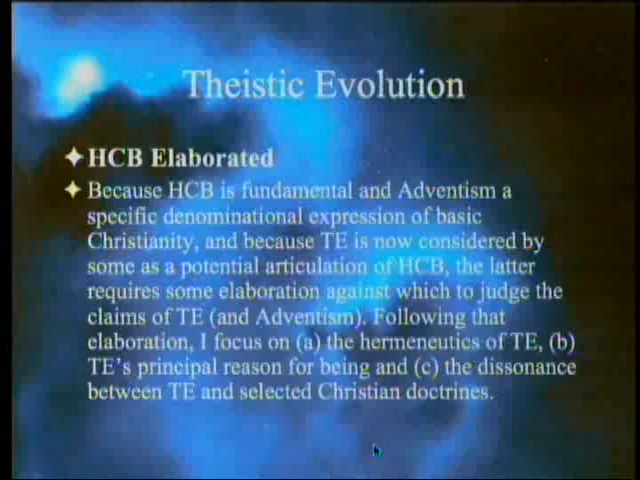 Theistic Evolution
HCB Elaborated
Because HCB is fundamental and Adventism a
specific denominational expression of basic
Christianity, and because TE is now considered by
some as a potential articulation of HCB, the latter
requires some elaboration against which to judge the
claims of TE (and Adventism). Following that
elaboration, I focus on (a) the hermeneutics of TE, (b)
TE's principal reason for being and (c) the dissonance
between TE and selected Christian doctrines.